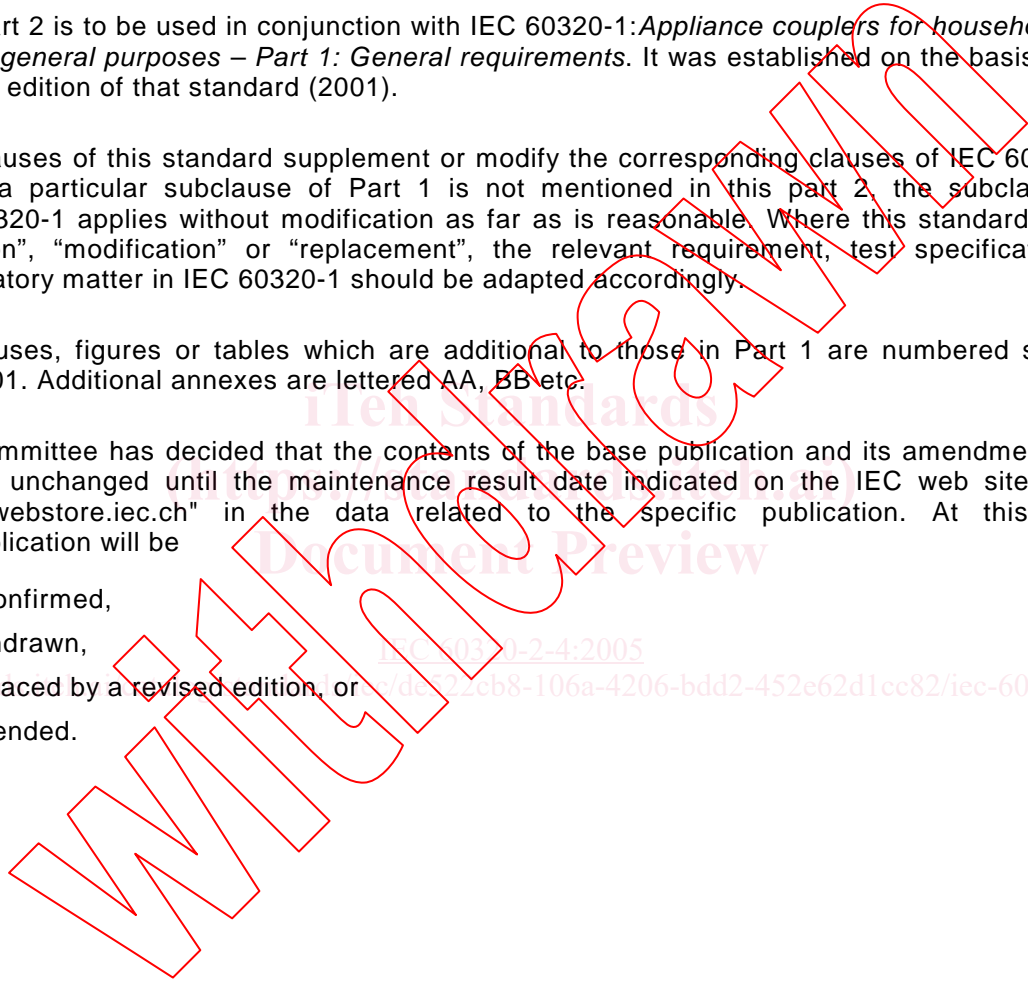 art 2 is to be used in conjunction with IEC 60320-1:Appliance couplers for househo
general purposes – Part 1: General requirements. It was established on the basis
edition of that standard (2001).
auses of this standard supplement or modify the corresponding clauses of IEC 60
a particular subclause of Part 1 is not mentioned in this part 2, the subcla
320-1 applies without modification as far as is reasonable. Where this standard
on”, “modification” or “replacement”, the relevant requirement, test specificat
atory matter in IEC 60320-1 should be adapted accordingly.
uses, figures or tables which are additional to those in Part 1 are numbered s
01. Additional annexes are lettered AA, BB etc.
iTeh Standards
ommittee has decided that the contents of the base publication and its amendme
unchanged until the maintenance result date indicated on the IEC web site
(https://standards.iteh.ai)
webstore.iec.ch" in the data related to the specific publication. At this
blication will be
Document Preview
onfirmed,
ndrawn,
IEC 60320-2-4:2005
laced by a revised edition, or
/de522cb8-106a-4206-bdd2-452e62d1ec82/iec-60
ended.
withdrawn